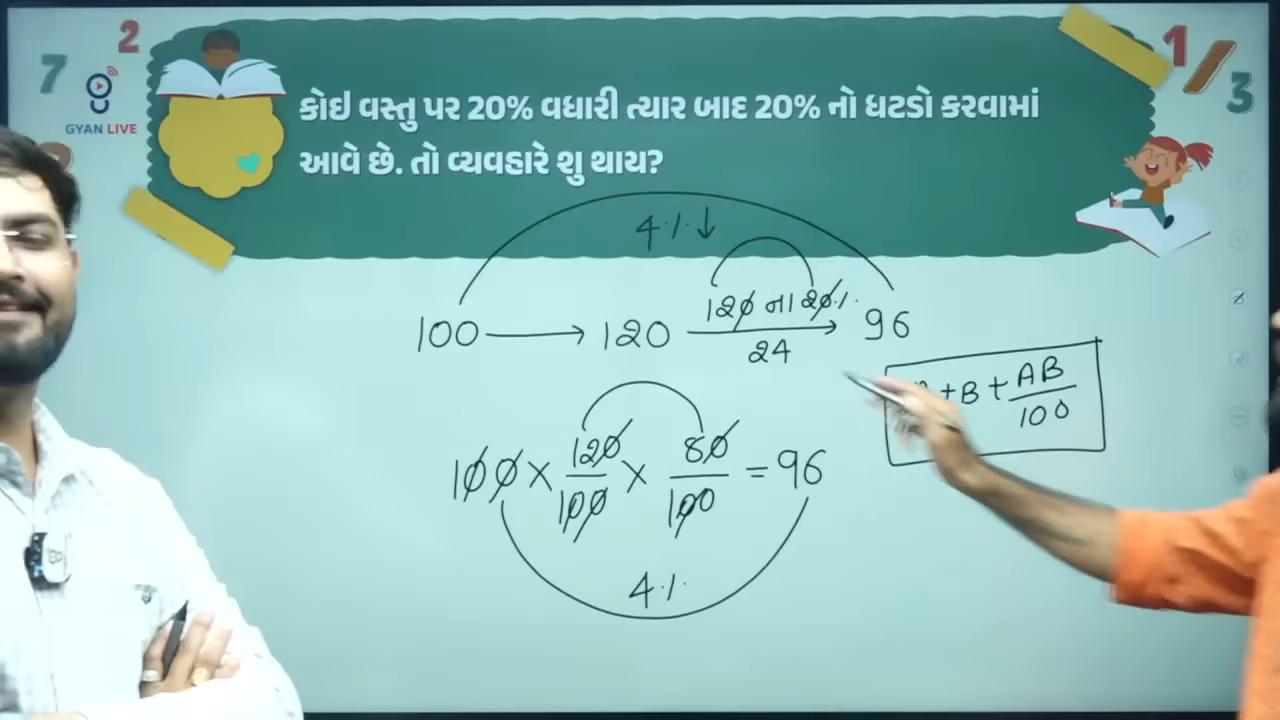 7 2
GYAN LIVE
1/3
કોઇ વસ્તુ પર 20% વધારી ત્યાર બાદ 20% નો ઘટડો કરવામાં
આવે છે. તો વ્યવહારે શુ થાય?
4% ↓
100 → 120 120 ના 20% → 96
24
+B + AB/100
100 × 120/100 × 80/100 = 96
4%